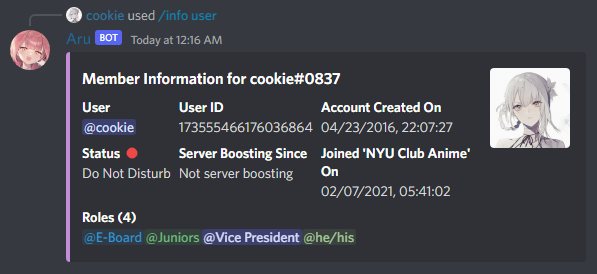 cookie used /info user
Aru BOT Today at 12:16 AM
Member Information for cookie#0837
User User ID Account Created On
@cookie 173555466176036864 04/23/2016, 22:07:27
Status Server Boosting Since Joined 'NYU Club Anime' On
Do Not Disturb Not server boosting 02/07/2021, 05:41:02
Roles (4)
@E-Board @Juniors @Vice President @he/his